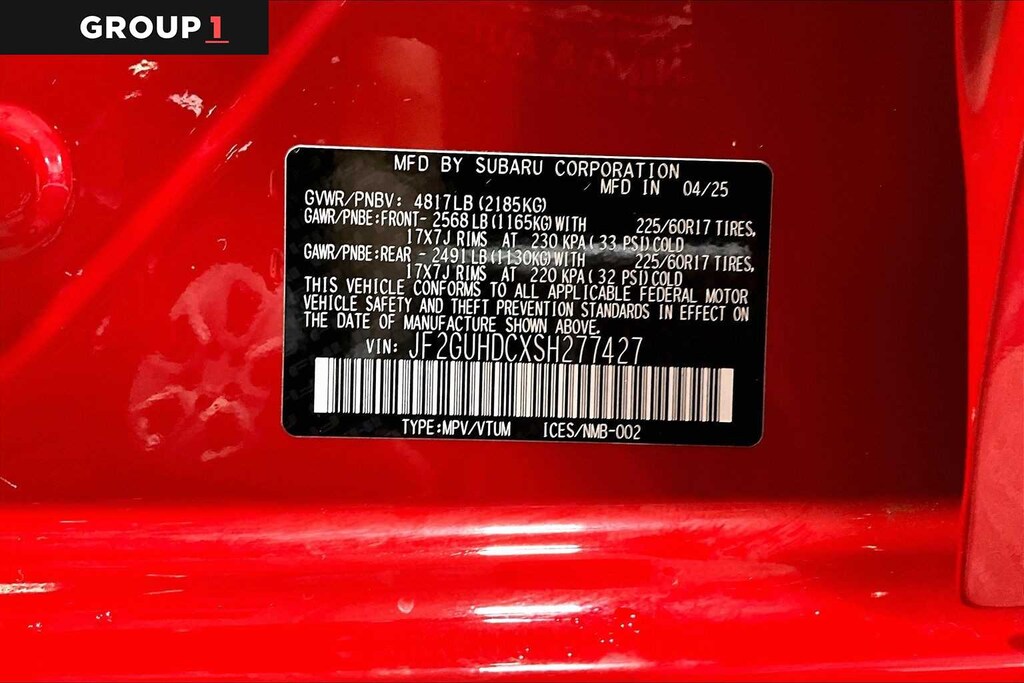 GROUP 1
MFD BY SUBARU CORPORATION
MFD IN 04/25
GVWR/PNBV: 4817LB(2185KG)
GAWR/PNBE:FRONT- 2568LB(1165KG)WITH 225/60R17 TIRES,
17X7J RIMS AT 230 KPA(33 PSI)COLD
GAWR/PNBE:REAR - 2491LB(1130KG)WITH 225/60R17 TIRES,
17X7J RIMS AT 220 KPA(32 PSI)COLD
THIS VEHICLE CONFORMS TO ALL APPLICABLE FEDERAL MOTOR
VEHICLE SAFETY AND THEFT PREVENTION STANDARDS IN EFFECT ON
THE DATE OF MANUFACTURE SHOWN ABOVE.
VIN: JF2GUHDCXSH277427
TYPE:MPV/VTUM ICES/NMB-002